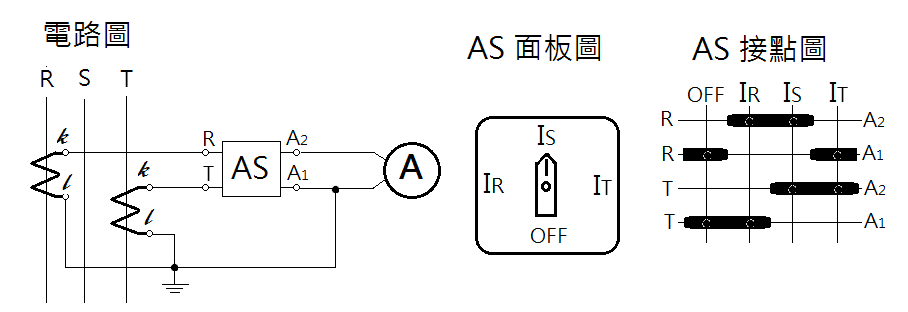 電路圖
AS 面板圖
AS 接點圖
R S T
k
R
A2
T
A1
AS
A
l
k
l
IS
IR
IT
OFF
OFF IR IS IT
R A2
R A1
T A2
T A1